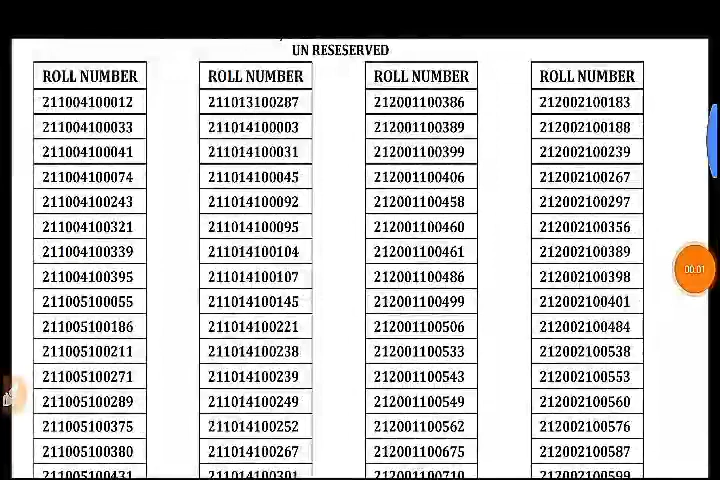 UN RESESERVED
ROLL NUMBER ROLL NUMBER ROLL NUMBER ROLL NUMBER
211004100012 211013100287 212001100386 212002100183
211004100033 211014100003 212001100389 212002100188
211004100041 211014100031 212001100399 212002100239
211004100074 211014100045 212001100406 212002100267
211004100243 211014100092 212001100458 212002100297
211004100321 211014100095 212001100460 212002100356
211004100339 211014100104 212001100461 212002100389
211004100395 211014100107 212001100486 212002100398
211005100055 211014100145 212001100499 212002100401
211005100186 211014100221 212001100506 212002100484
211005100211 211014100238 212001100533 212002100538
211005100271 211014100239 212001100543 212002100553
211005100289 211014100249 212001100549 212002100560
211005100375 211014100252 212001100562 212002100576
211005100380 211014100267 212001100675 212002100587
211005100431 211014100301 212001100710 212002100599
00:01